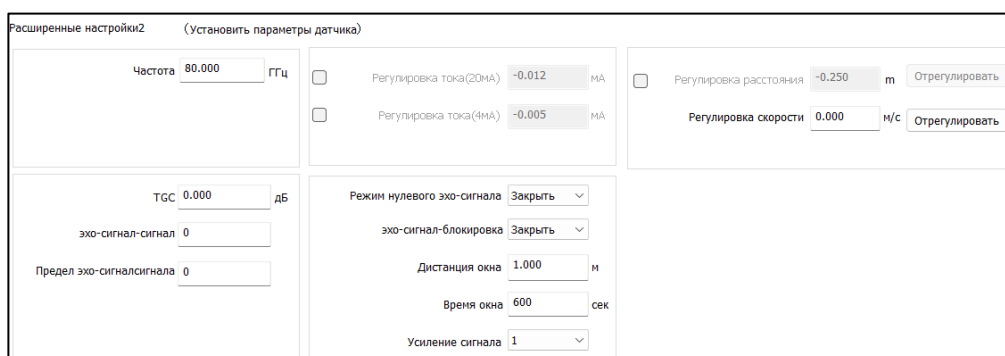 Расширенные настройки2 (Установить параметры датчика)
Частота 80.000 ГГц
Регулировка тока(20мА) -0.012 мА
Регулировка тока(4мА) -0.005 мА
Регулировка расстояния -0.250 m Отрегулировать
Регулировка скорости 0.000 м/с Отрегулировать
TGC 0.000 дБ
эхо-сигнал-сигнал 0
Предел эхо-сигналсигнала 0
Режим нулевого эхо-сигнала Закрыть
эхо-сигнал-блокировка Закрыть
Дистанция окна 1.000 м
Время окна 600 сек
Усиление сигнала 1